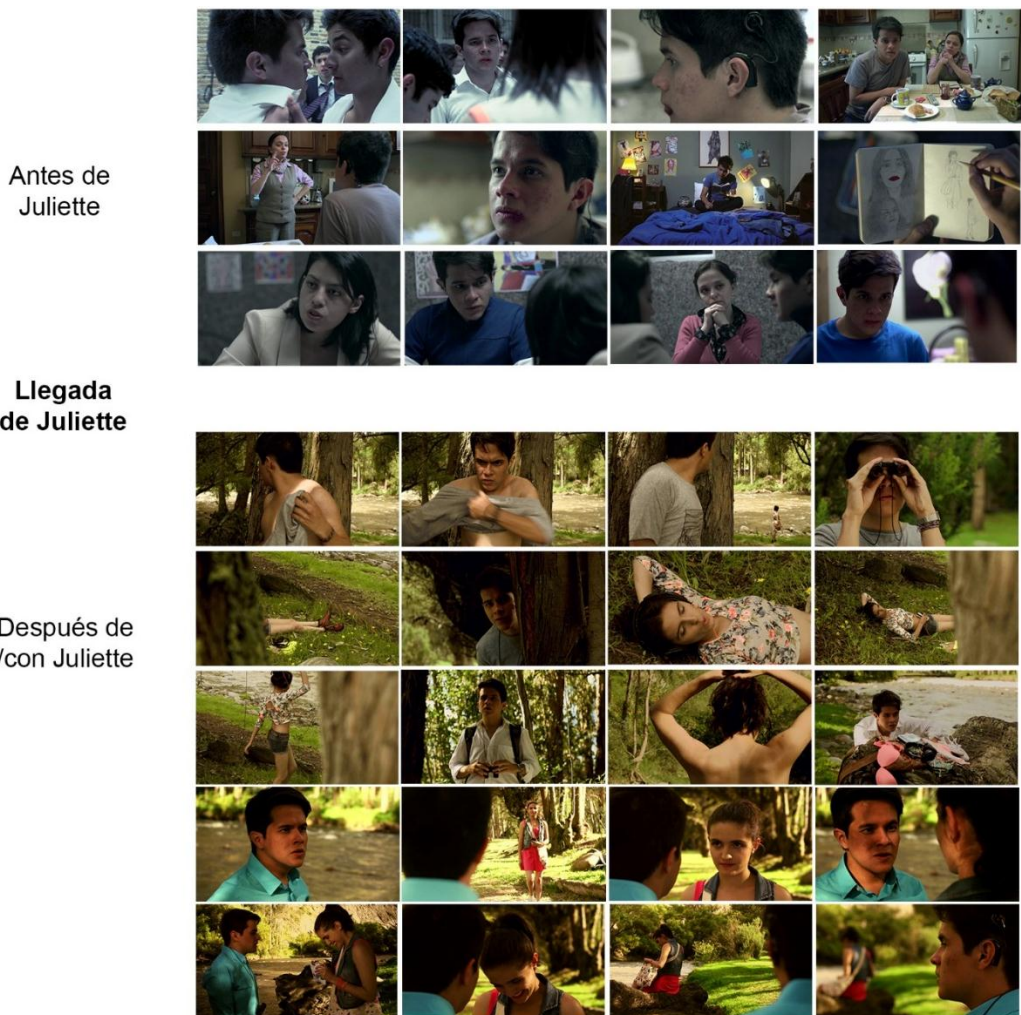 Antes de
Juliette
Llegada
de Juliette
Después de
/con Juliette